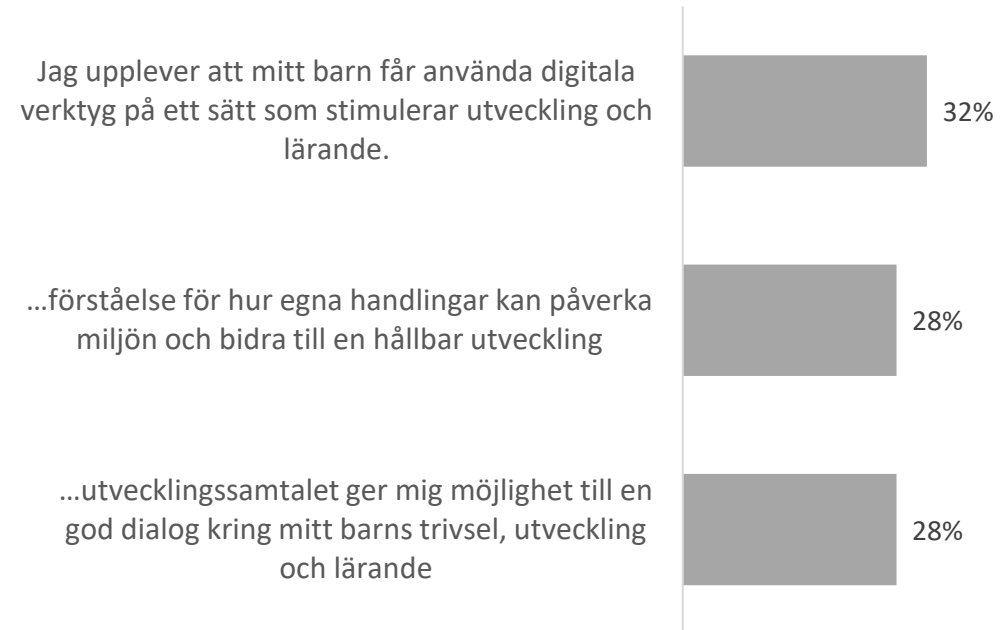 Jag upplever att mitt barn får använda digitala
verktyg på ett sätt som stimulerar utveckling och
lärande.
32%
...förståelse för hur egna handlingar kan påverka
miljön och bidra till en hållbar utveckling
28%
...utvecklingssamtalet ger mig möjlighet till en
god dialog kring mitt barns trivsel, utveckling
och lärande
28%